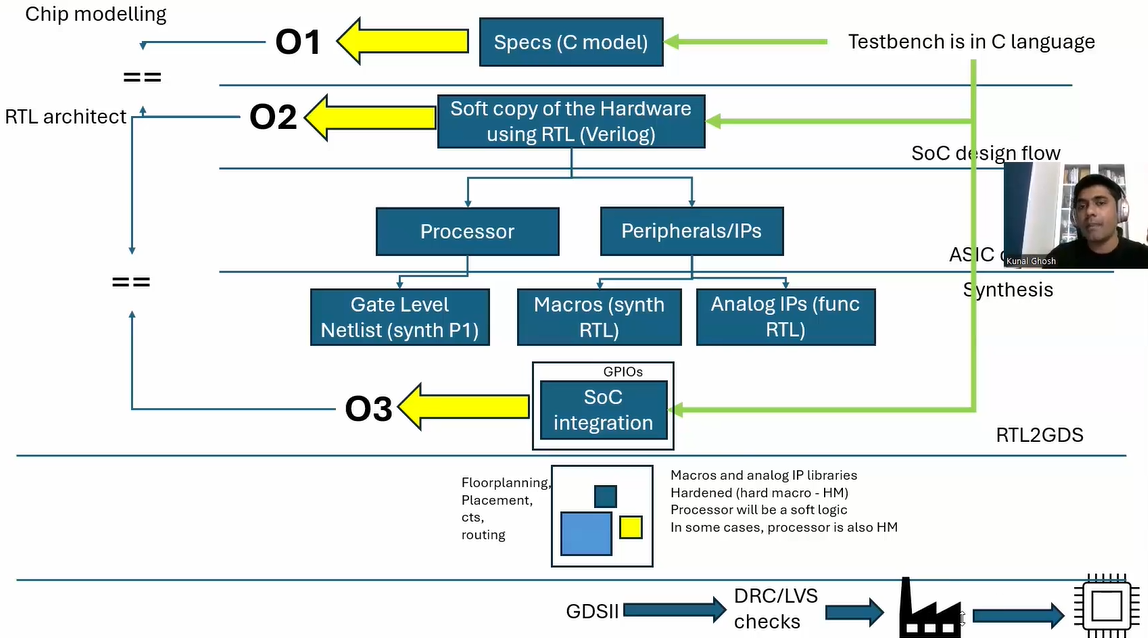 Chip modelling
O1
Specs (C model)
Testbench is in C language
==
RTL architect
O2
Soft copy of the Hardware
using RTL (Verilog)
SoC design flow
Processor
Peripherals/IPs
ASIC
Kunal Ghosh
==
Synthesis
Gate Level
Netlist (synth P1)
Macros (synth
RTL)
Analog IPs (func
RTL)
GPIOs
O3
SoC
integration
RTL2GDS
Floorplanning,
Placement,
cts,
routing
Macros and analog IP libraries
Hardened (hard macro - HM)
Processor will be a soft logic
In some cases, processor is also HM
GDSII
DRC/LVS
checks